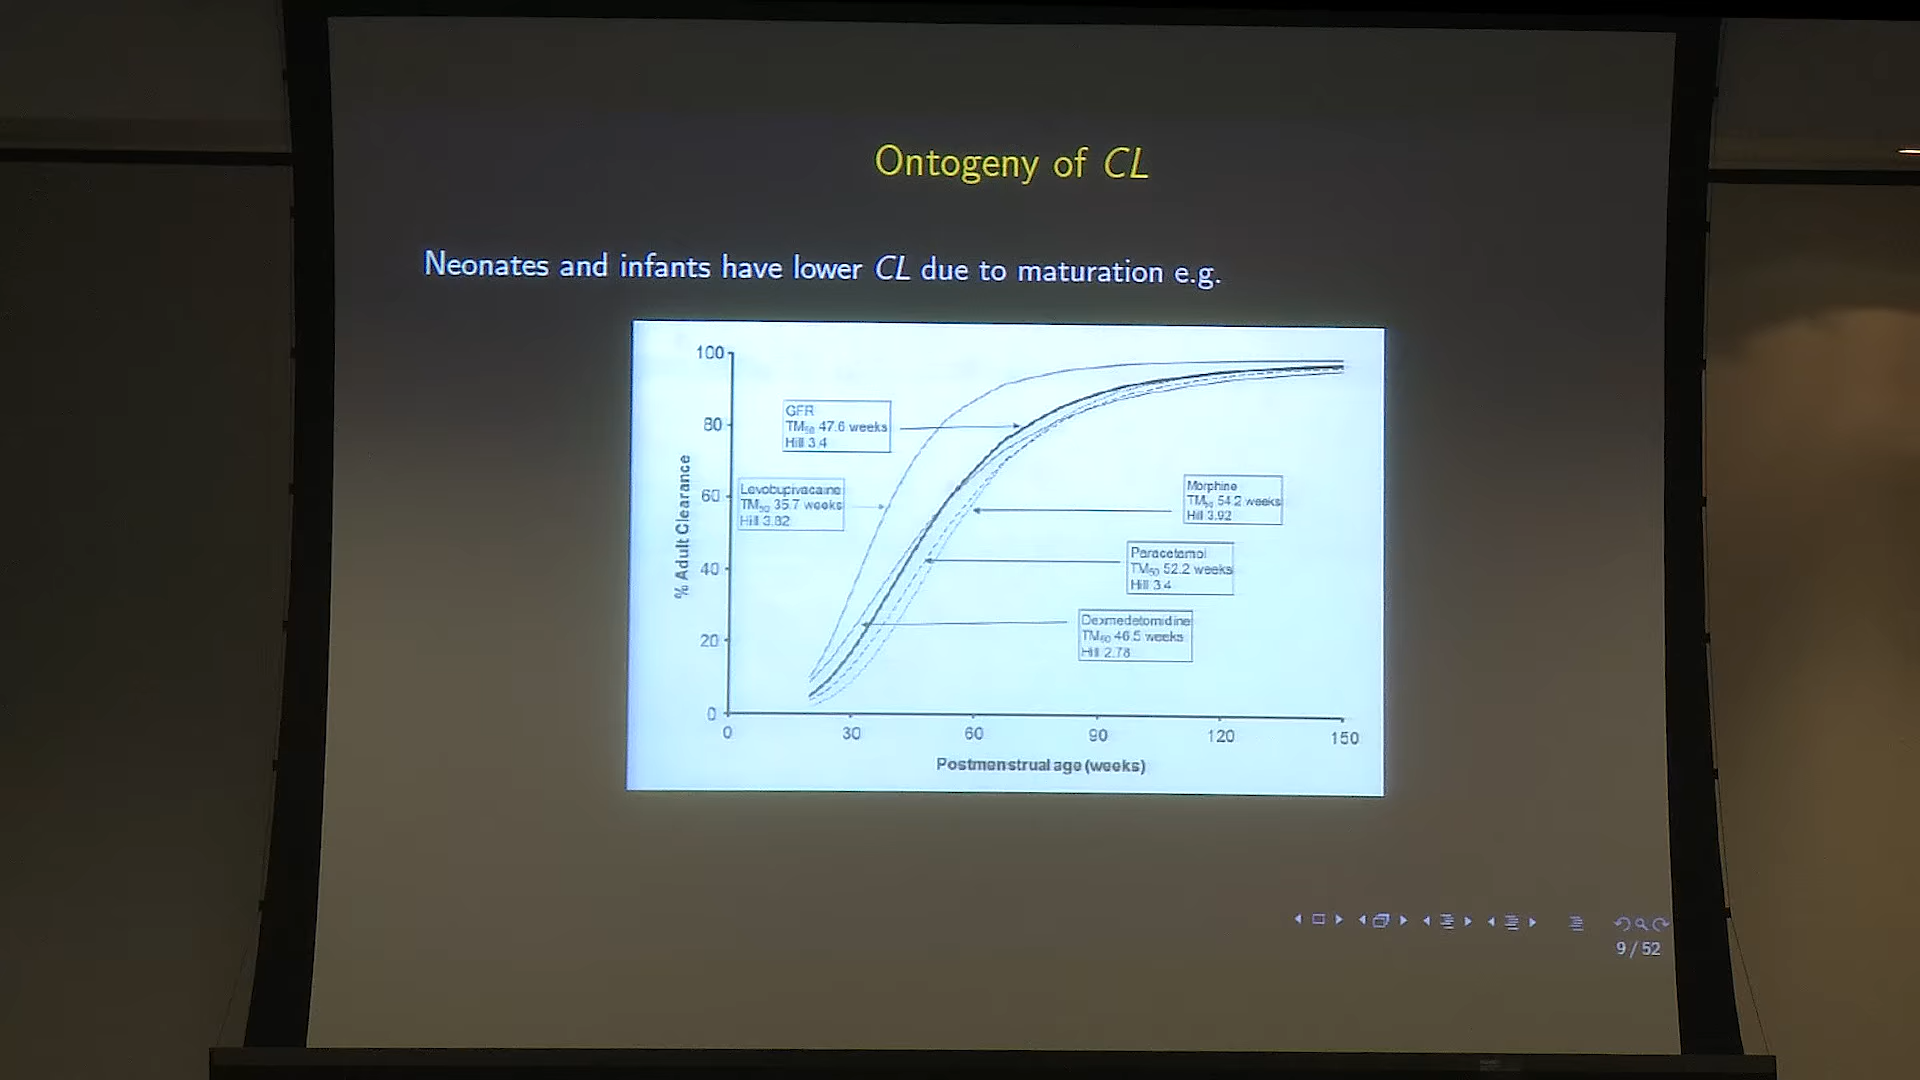 Ontogeny of CL
Neonates and infants have lower CL due to maturation e.g.
100
80
60
40
20
0
% Adult Clearance
GFR
TM50 47.6 weeks
Hill 3.4
Levobupivacaine
TM50 35.7 weeks
Hill 3.82
Morphine
TM50 54.2 weeks
Hill 3.92
Paracetamol
TM50 52.2 weeks
Hill 3.4
Dexmedetomidine
TM50 46.5 weeks
Hill 2.78
0 30 60 90 120 150
Postmenstrual age (weeks)
9 / 52